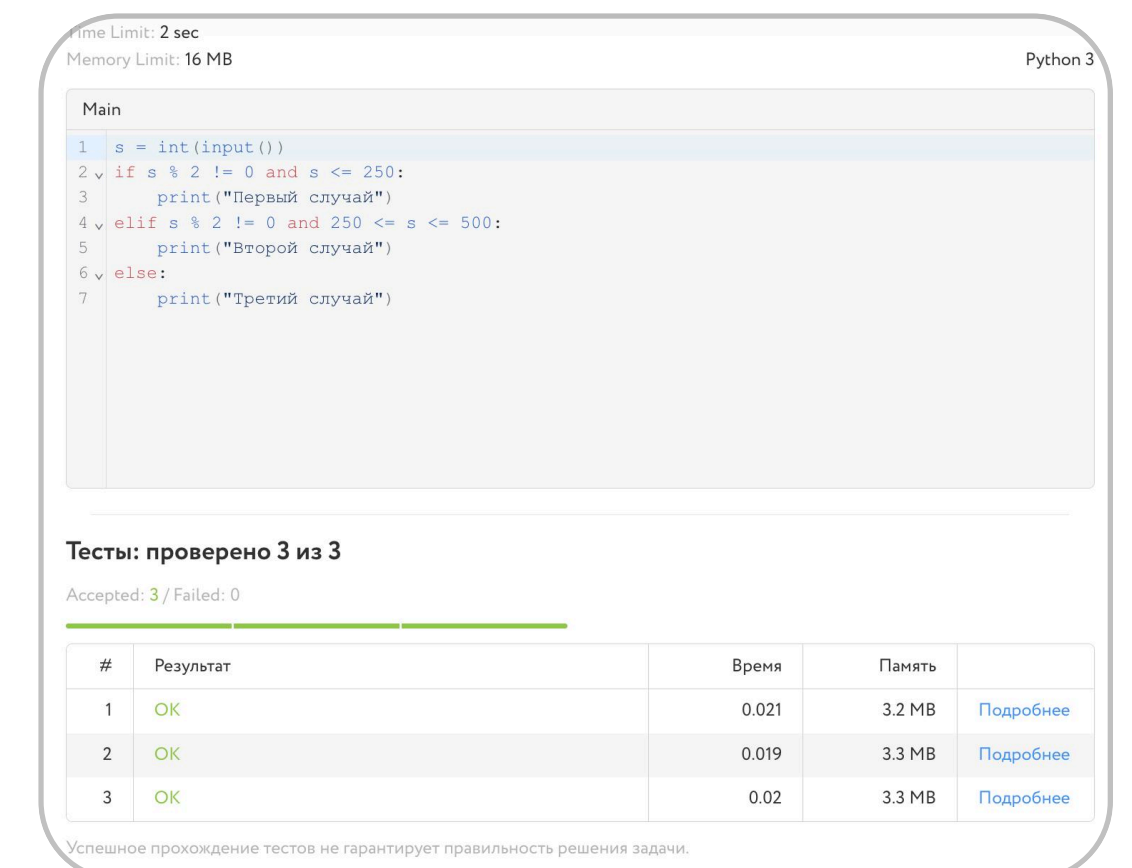 Time Limit: 2 sec
Memory Limit: 16 MB
Python 3
Main
1 s = int(input())
2 if s % 2 != 0 and s <= 250:
3     print("Первый случай")
4 elif s % 2 != 0 and 250 <= s <= 500:
5     print("Второй случай")
6 else:
7     print("Третий случай")
Тесты: проверено 3 из 3
Accepted: 3 / Failed: 0
# Результат Время Память
1 OK 0.021 3.2 MB Подробнее
2 OK 0.019 3.3 MB Подробнее
3 OK 0.02 3.3 MB Подробнее
Успешное прохождение тестов не гарантирует правильность решения задачи.